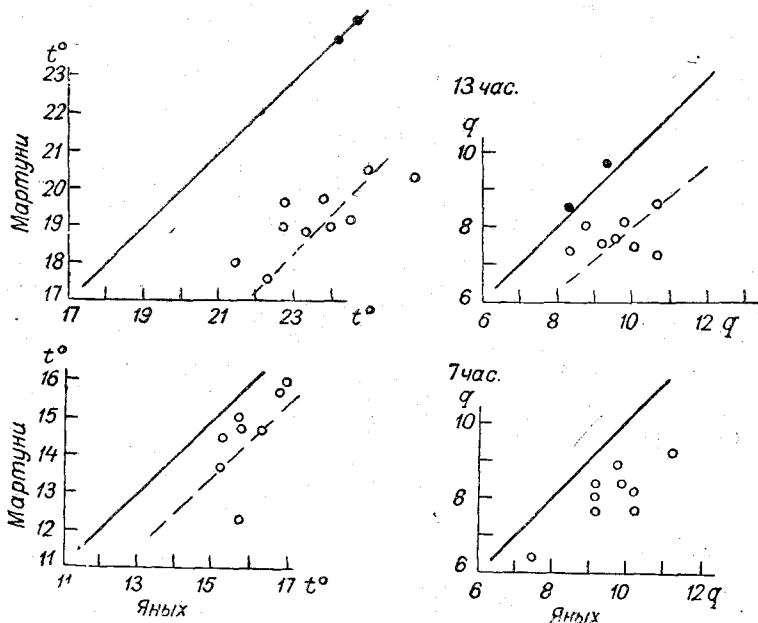 t°
23
22
21
20
19
18
17
Мартуни
17 19 21 23 t°
13 час.
q
10
8
6
6 8 10 12 q
t°
16
15
14
13
12
11
Мартуни
11 13 15 17 t°
Яных
7 час.
q
10
8
6
6 8 10 12 q
Яных